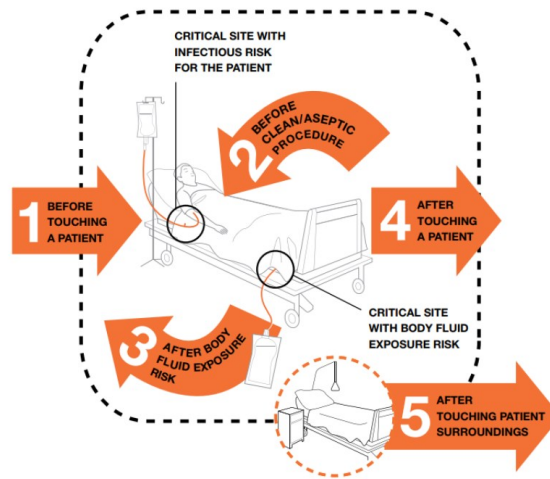 CRITICAL SITE WITH
INFECTIOUS RISK
FOR THE PATIENT
2
BEFORE
CLEAN/ASEPTIC
PROCEDURE
1
BEFORE
TOUCHING
A PATIENT
4
AFTER
TOUCHING
A PATIENT
CRITICAL SITE
WITH BODY FLUID
EXPOSURE RISK
3
AFTER BODY
FLUID EXPOSURE
RISK
5
AFTER
TOUCHING PATIENT
SURROUNDINGS